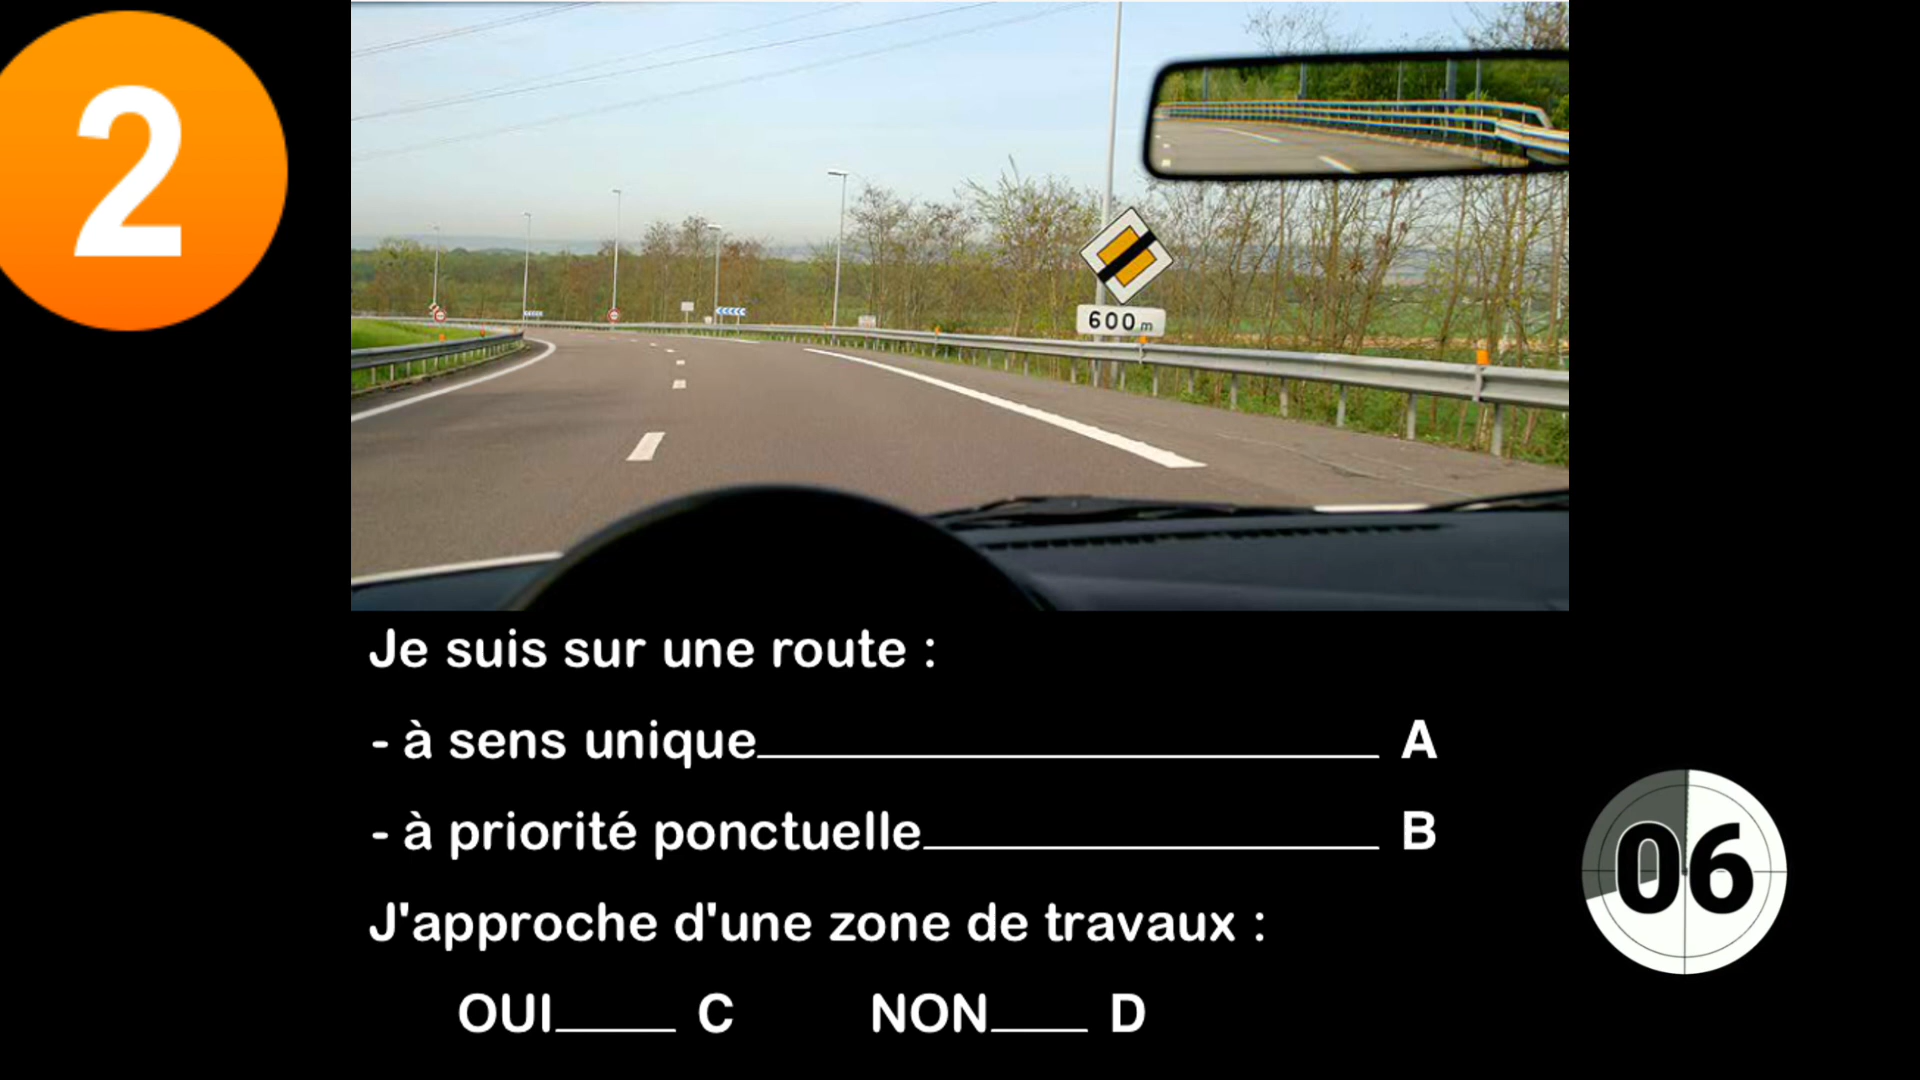 2
600m
Je suis sur une route :
- à sens unique A
- à priorité ponctuelle B
J'approche d'une zone de travaux :
OUI C NON D
06